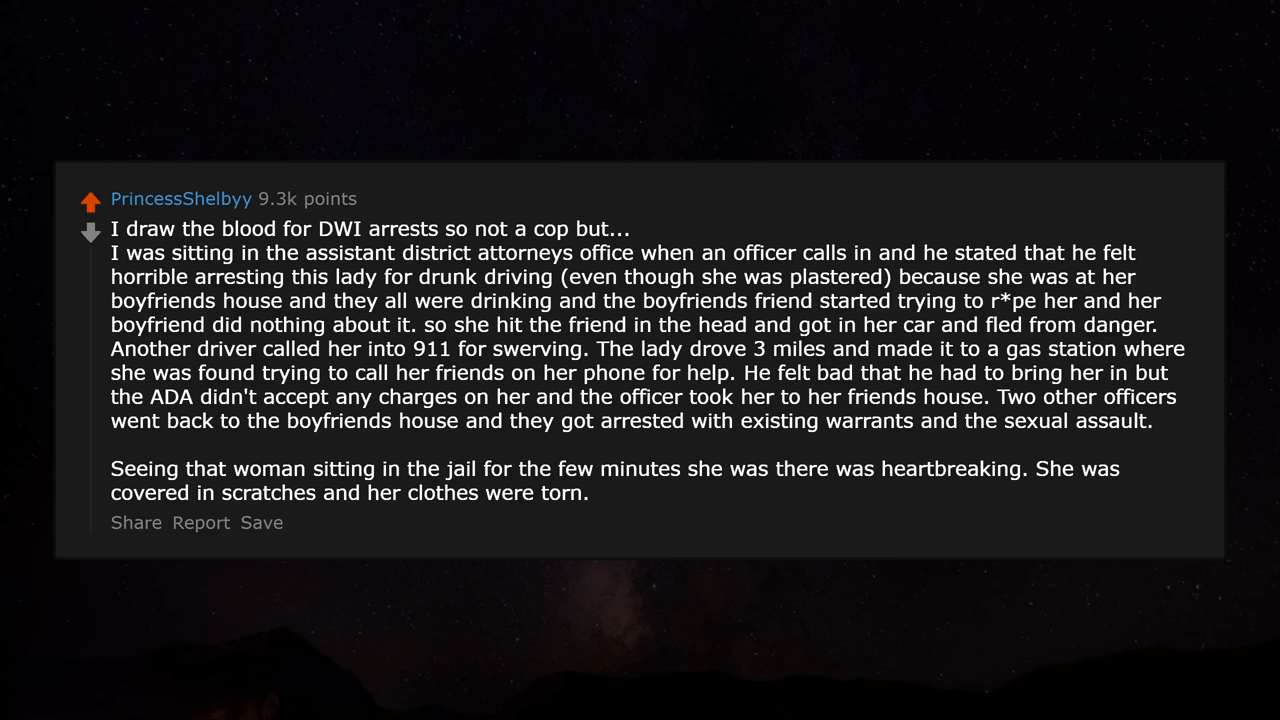 PrincessShelbyy 9.3k points
I draw the blood for DWI arrests so not a cop but...
I was sitting in the assistant district attorneys office when an officer calls in and he stated that he felt
horrible arresting this lady for drunk driving (even though she was plastered) because she was at her
boyfriends house and they all were drinking and the boyfriends friend started trying to r*pe her and her
boyfriend did nothing about it. so she hit the friend in the head and got in her car and fled from danger.
Another driver called her into 911 for swerving. The lady drove 3 miles and made it to a gas station where
she was found trying to call her friends on her phone for help. He felt bad that he had to bring her in but
the ADA didn't accept any charges on her and the officer took her to her friends house. Two other officers
went back to the boyfriends house and they got arrested with existing warrants and the sexual assault.
Seeing that woman sitting in the jail for the few minutes she was there was heartbreaking. She was
covered in scratches and her clothes were torn.
Share Report Save